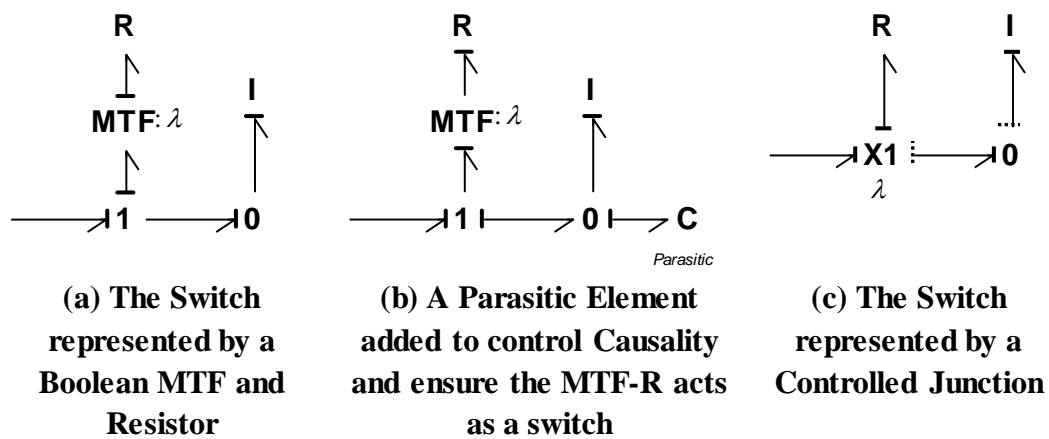 R
I
MTF: λ
1
0
R
I
MTF: λ
1
0
C
Parasitic
R
I
X1
0
λ
(a) The Switch
represented by a
Boolean MTF and
Resistor
(b) A Parasitic Element
added to control Causality
and ensure the MTF-R acts
as a switch
(c) The Switch
represented by a
Controlled Junction